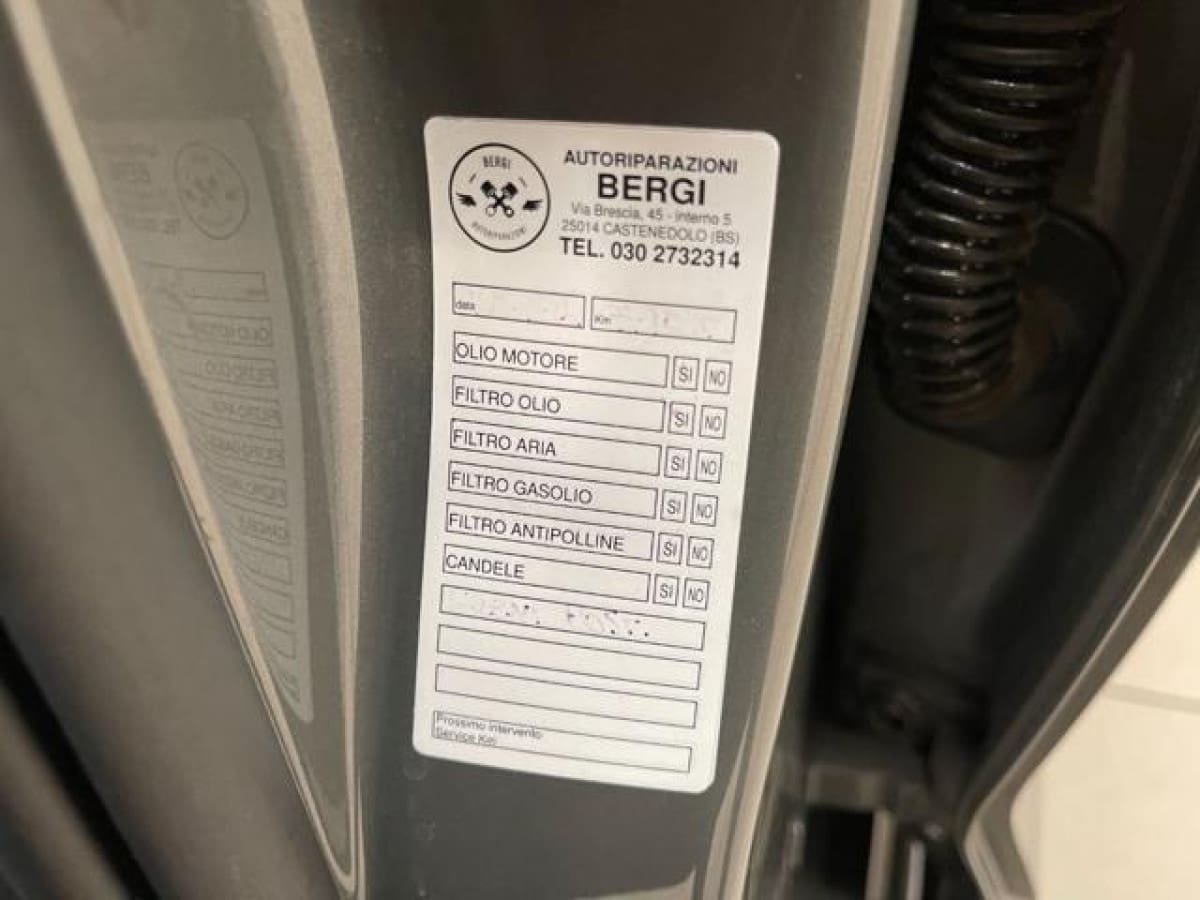 BERGI
AUTORIPARAZIONI
AUTORIPARAZIONI
BERGI
Via Brescia, 45 - interno 5
25014 CASTENEDOLO (BS)
TEL. 030 2732314
data Km
OLIO MOTORE SI NO
FILTRO OLIO SI NO
FILTRO ARIA SI NO
FILTRO GASOLIO SI NO
FILTRO ANTIPOLLINE SI NO
CANDELE SI NO
Prossimo intervento
Service Km